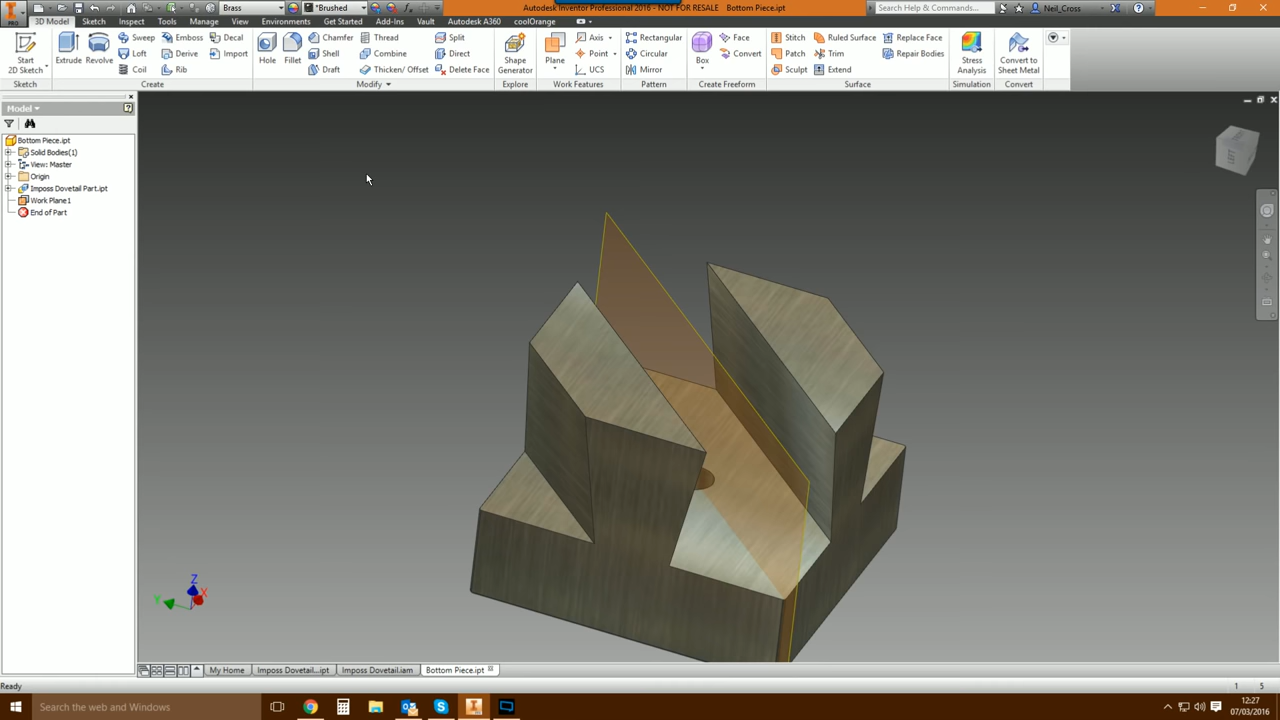 Brass
*Brushed
Autodesk Inventor Professional 2016 - NOT FOR RESALE Bottom Piece.ipt
Search Help & Commands...
Neil_Cross
PRO
3D Model
Sketch
Inspect
Tools
Manage
View
Environments
Get Started
Add-Ins
Vault
Autodesk A360
coolOrange
Start
2D Sketch
Sketch
Extrude
Revolve
Sweep
Loft
Coil
Emboss
Derive
Rib
Decal
Import
Create
Hole
Fillet
Chamfer
Shell
Draft
Thread
Combine
Thicken/ Offset
Split
Direct
Delete Face
Modify
Shape
Generator
Explore
Plane
Axis
Point
UCS
Work Features
Rectangular
Circular
Mirror
Pattern
Box
Face
Convert
Create Freeform
Stitch
Patch
Sculpt
Ruled Surface
Trim
Extend
Replace Face
Repair Bodies
Surface
Stress
Analysis
Simulation
Convert to
Sheet Metal
Convert
Model
Bottom Piece.ipt
Solid Bodies(1)
View: Master
Origin
Imposs Dovetail Part.ipt
Work Plane1
End of Part
LEFT
Z
Y
X
My Home
Imposs Dovetail...ipt
Imposs Dovetail.iam
Bottom Piece.ipt
Ready
1
5
Search the web and Windows
12:27
07/03/2016